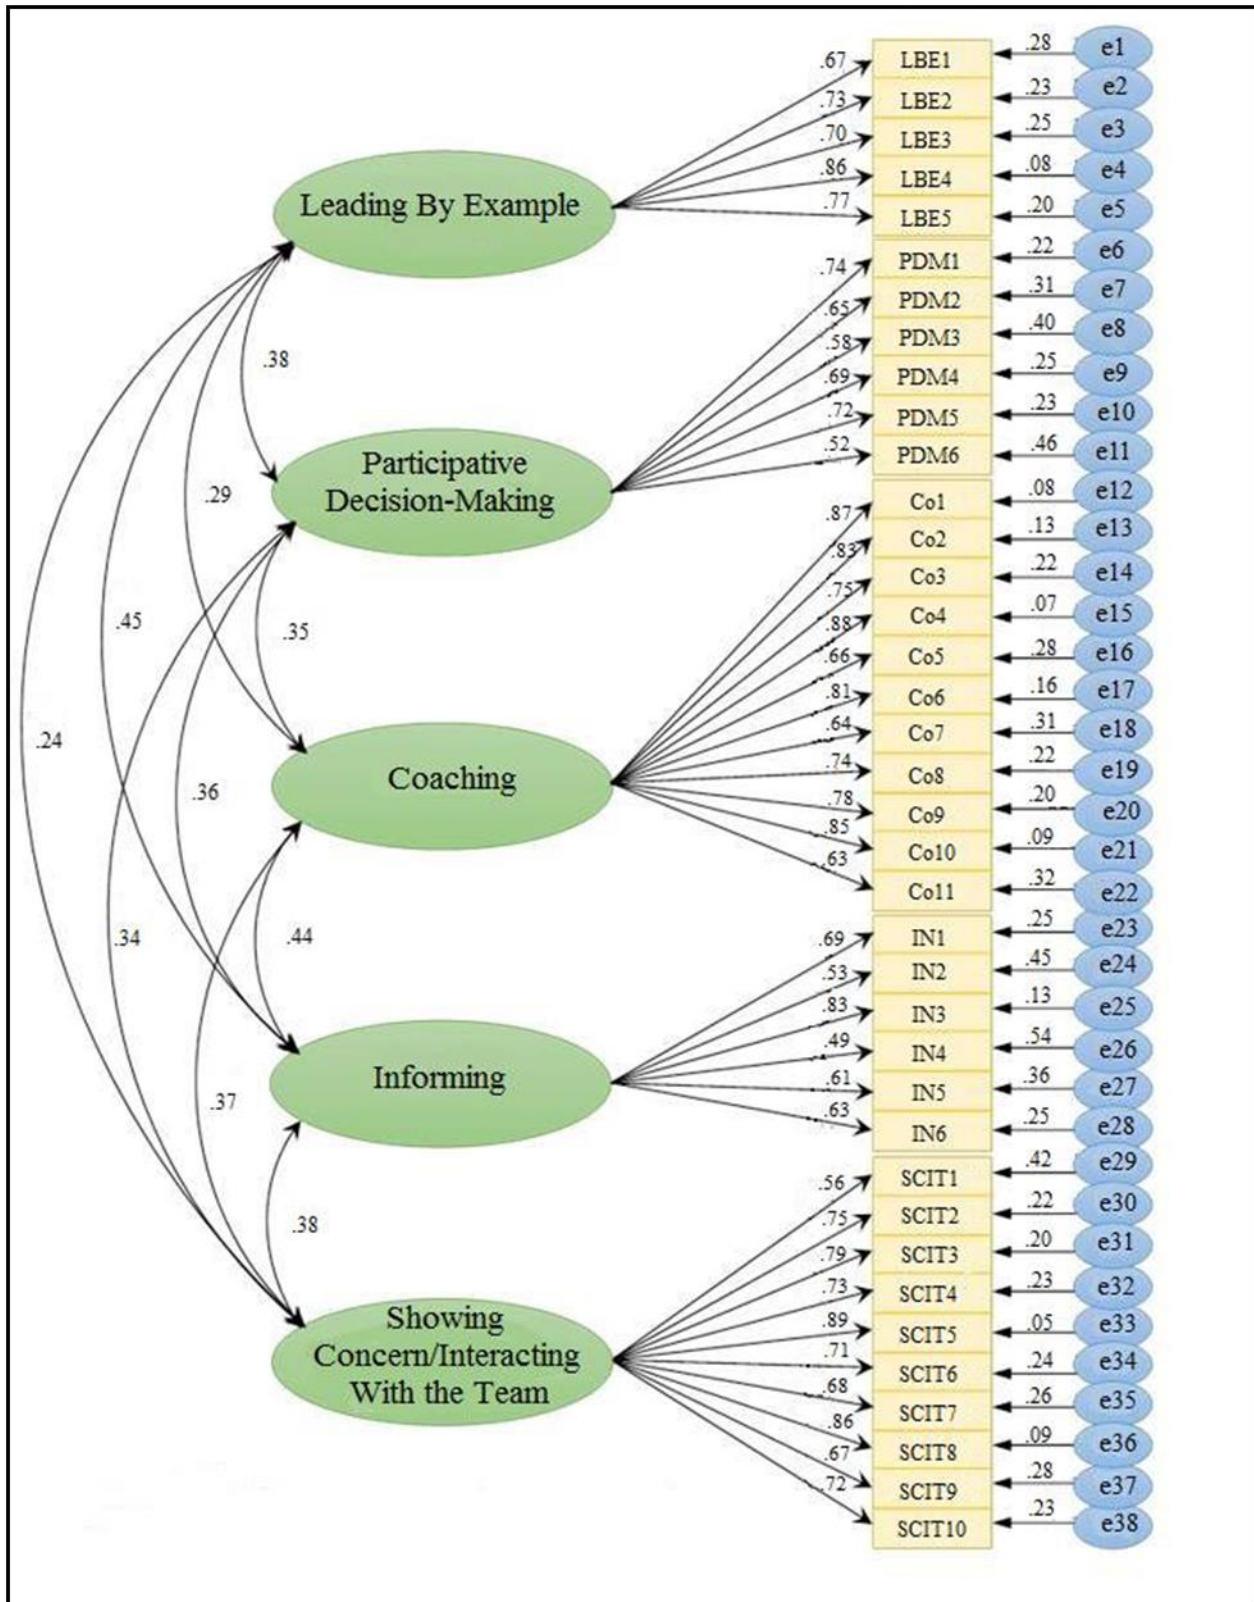 .67
LBE1
.28
e1
.73
LBE2
.23
e2
.70
LBE3
.25
e3
.86
LBE4
.08
e4
.77
LBE5
.20
e5
Leading By Example
.74
PDM1
.22
e6
.65
PDM2
.31
e7
.58
PDM3
.40
e8
.69
PDM4
.25
e9
.72
PDM5
.23
e10
.52
PDM6
.46
e11
Participative
Decision-Making
.87
Co1
.08
e12
.83
Co2
.13
e13
.75
Co3
.22
e14
.88
Co4
.07
e15
.66
Co5
.28
e16
.81
Co6
.16
e17
.64
Co7
.31
e18
.74
Co8
.22
e19
.78
Co9
.20
e20
.85
Co10
.09
e21
.63
Co11
.32
e22
Coaching
.69
IN1
.25
e23
.53
IN2
.45
e24
.83
IN3
.13
e25
.49
IN4
.54
e26
.61
IN5
.36
e27
.63
IN6
.25
e28
Informing
.56
SCIT1
.42
e29
.75
SCIT2
.22
e30
.79
SCIT3
.20
e31
.73
SCIT4
.23
e32
.89
SCIT5
.05
e33
.71
SCIT6
.24
e34
.68
SCIT7
.26
e35
.86
SCIT8
.09
e36
.67
SCIT9
.28
e37
.72
SCIT10
.23
e38
Showing
Concern/Interacting
With the Team
.38
.29
.45
.35
.24
.36
.34
.44
.37
.38